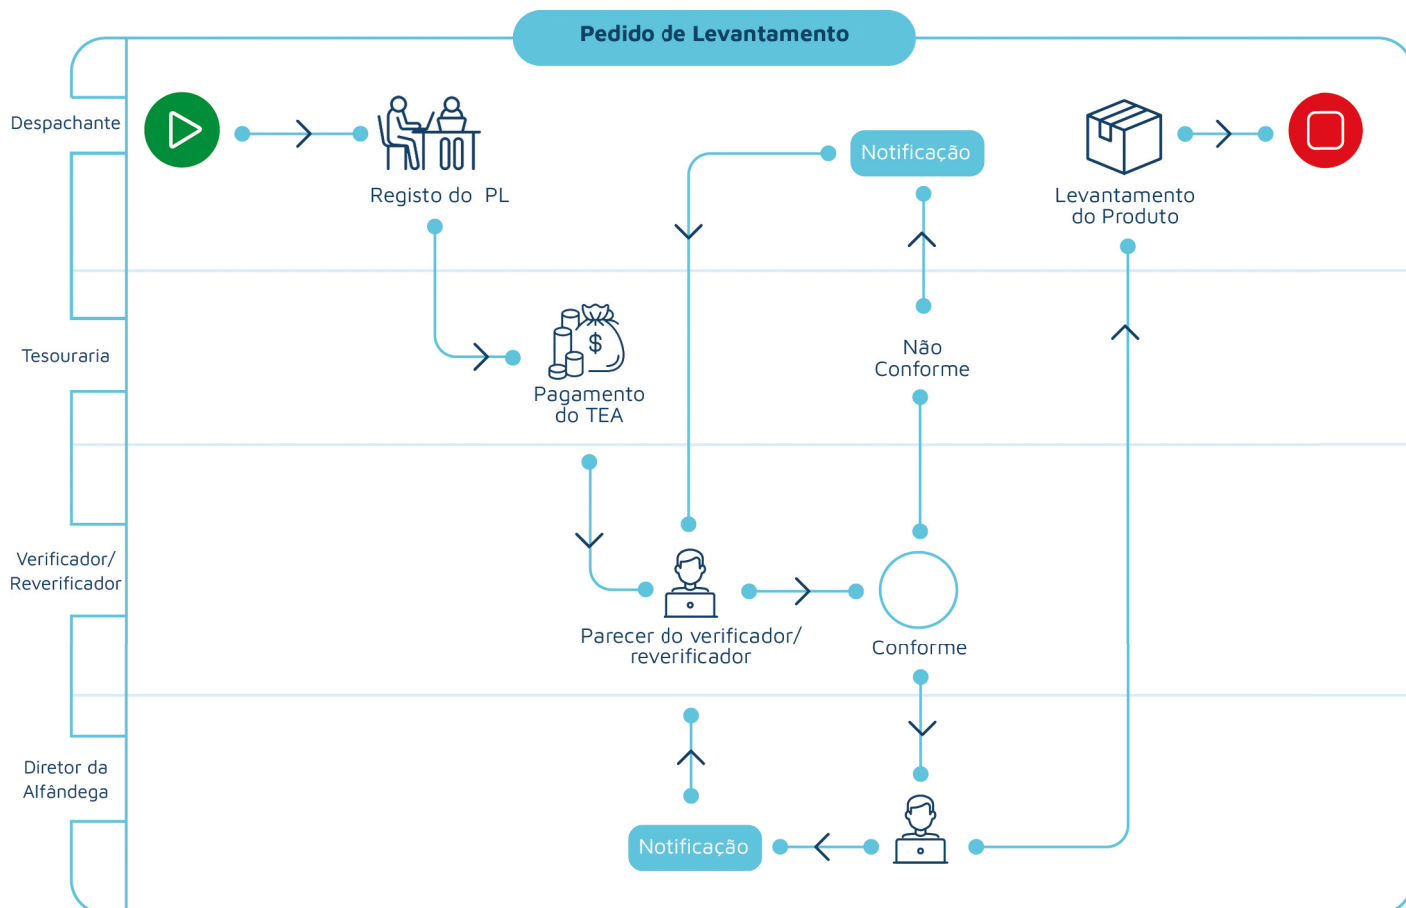 Pedido de Levantamento
Despachante
Registo do PL
Notificação
Levantamento
do Produto
Tesouraria
$
Pagamento
do TEA
Não
Conforme
Verificador/
Reverificador
Parecer do verificador/
reverificador
Conforme
Diretor da
Alfândega
Notificação